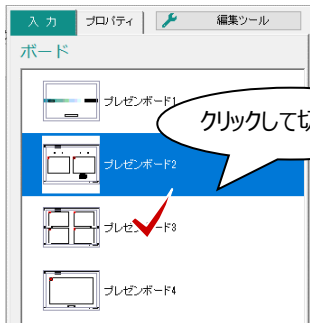 入力 プロパティ 編集ツール
ボード
プレゼンボード1
クリックして切
プレゼンボード2
プレゼンボード3
プレゼンボード4